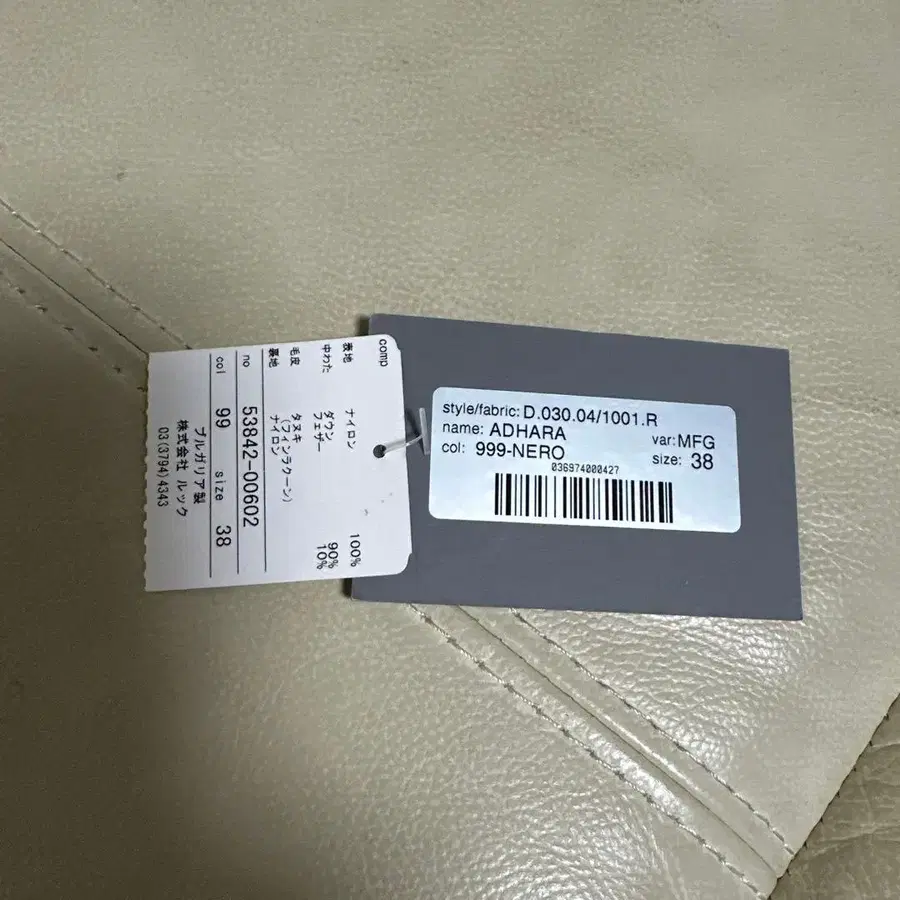 comp
表地 ナイロン 100%
中わた ダウン 90%
フェザー 10%
毛皮 タヌキ
(フィンラクーン)
裏地 ナイロン
no 53842-00602
col 99 size 38
ブルガリア製
株式会社 ルック
03(3794)4343
style/fabric: D.030.04/1001.R
name: ADHARA var: MFG
col: 999-NERO size: 38
036974000427